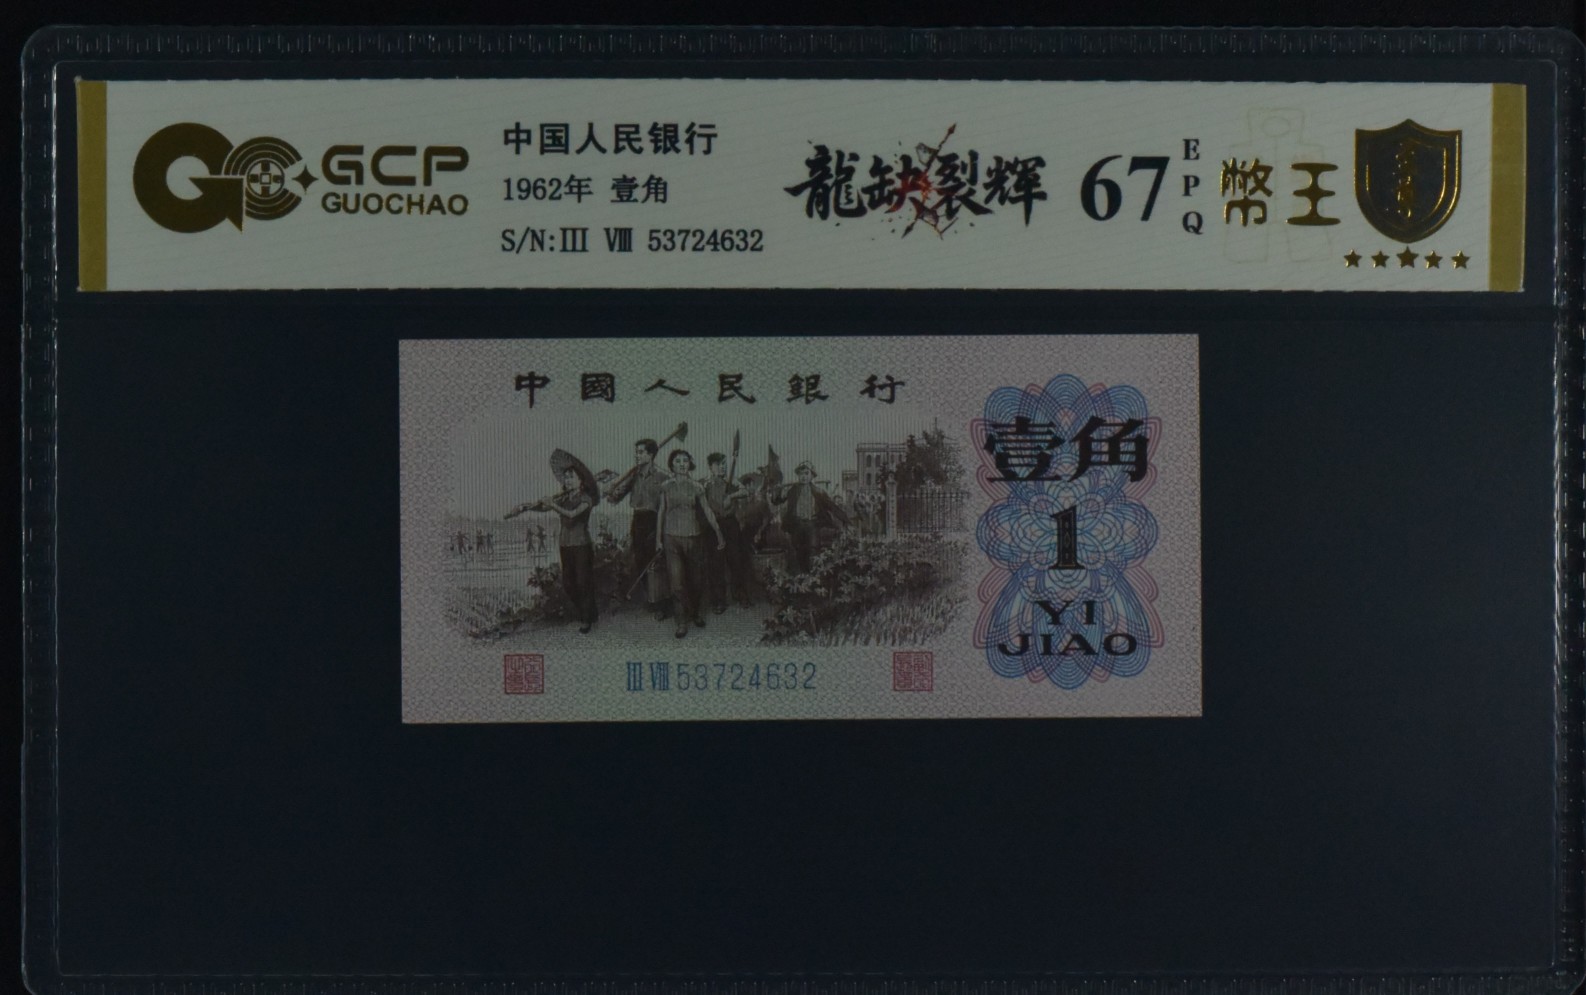 GCP
GUOCHAO
中国人民银行
1962年 壹角
S/N:III VIII 53724632
龍缺裂輝
67
EPQ
幣王
中國人民銀行
壹角
1
YI
JIAO
III VIII 53724632